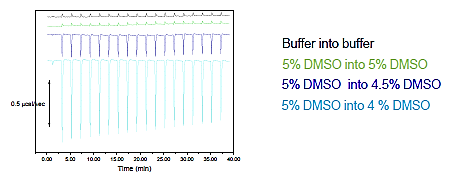 Buffer into buffer
5% DMSO into 5% DMSO
5% DMSO into 4.5% DMSO
5% DMSO into 4 % DMSO
0.5 µcal/sec
0.00 5.00 10.00 15.00 20.00 25.00 30.00 35.00 40.00
Time (min)